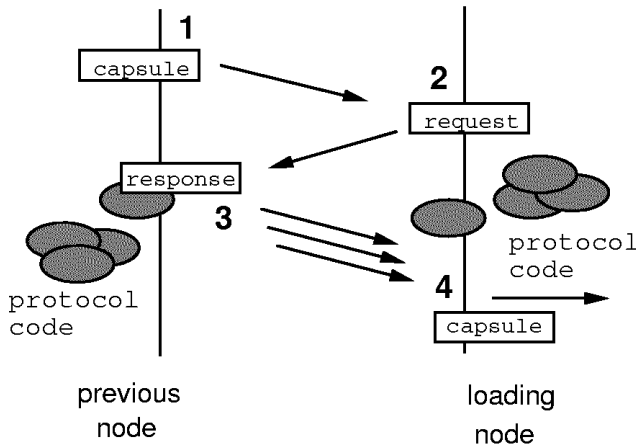 1
capsule
2
request
response
3
protocol
code
protocol
code
4
capsule
previous
node
loading
node